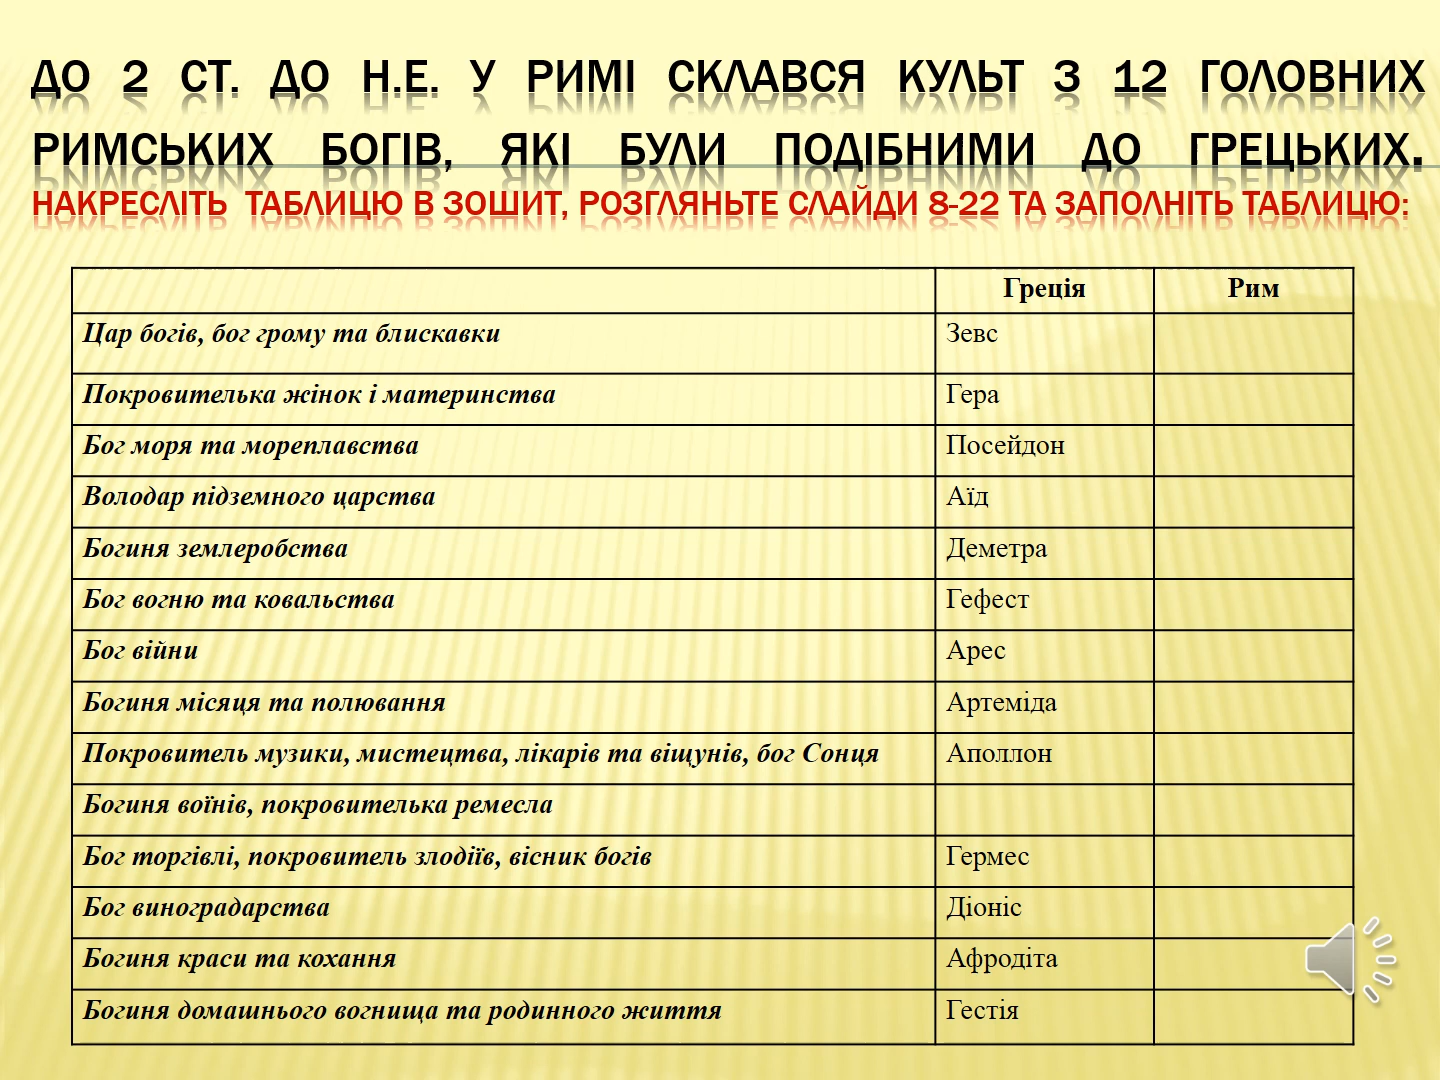 ДО 2 СТ. ДО Н.Е. У РИМІ СКЛАВСЯ КУЛЬТ З 12 ГОЛОВНИХ
РИМСЬКИХ БОГІВ, ЯКІ БУЛИ ПОДІБНИМИ ДО ГРЕЦЬКИХ.
НАКРЕСЛІТЬ ТАБЛИЦЮ В ЗОШИТ, РОЗГЛЯНЬТЕ СЛАЙДИ 8-22 ТА ЗАПОЛНІТЬ ТАБЛИЦЮ:
Греція Рим
Цар богів, бог грому та блискавки Зевс
Покровителька жінок і материнства Гера
Бог моря та мореплавства Посейдон
Володар підземного царства Аїд
Богиня землеробства Деметра
Бог вогню та ковальства Гефест
Бог війни Арес
Богиня місяця та полювання Артеміда
Покровитель музики, мистецтва, лікарів та віщунів, бог Сонця Аполлон
Богиня воїнів, покровителька ремесла
Бог торгівлі, покровитель злодіїв, вісник богів Гермес
Бог виноградарства Діоніс
Богиня краси та кохання Афродіта
Богиня домашнього вогнища та родинного життя Гестія